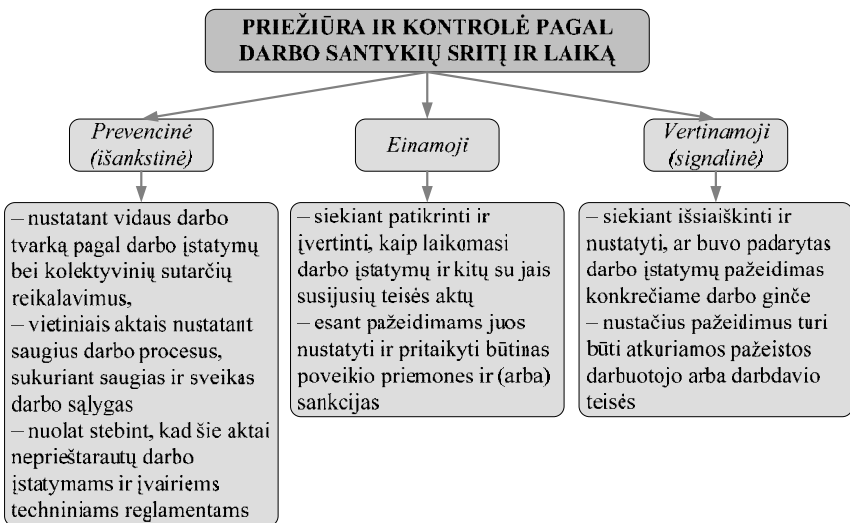 PRIEŽIŪRA IR KONTROLĖ PAGAL
DARBO SANTYKIŲ SRITĮ IR LAIKĄ
Prevencinė
(išankstinė)
Einamoji
Vertinamoji
(signalinė)
– nustatant vidaus darbo
tvarką pagal darbo įstatymų
bei kolektyvinių sutarčių
reikalavimus,
– vietiniais aktais nustatant
saugius darbo procesus,
sukuriant saugias ir sveikas
darbo sąlygas
– nuolat stebint, kad šie aktai
neprieštarautų darbo
įstatymams ir įvairiems
techniniams reglamentams
– siekiant patikrinti ir
įvertinti, kaip laikomasi
darbo įstatymų ir kitų su jais
susijusių teisės aktų
– esant pažeidimams juos
nustatyti ir pritaikyti būtinas
poveikio priemones ir (arba)
sankcijas
– siekiant išsiaiškinti ir
nustatyti, ar buvo padarytas
darbo įstatymų pažeidimas
konkrečiame darbo ginče
– nustačius pažeidimus turi
būti atkuriamos pažeistos
darbuotojo arba darbdavio
teisės